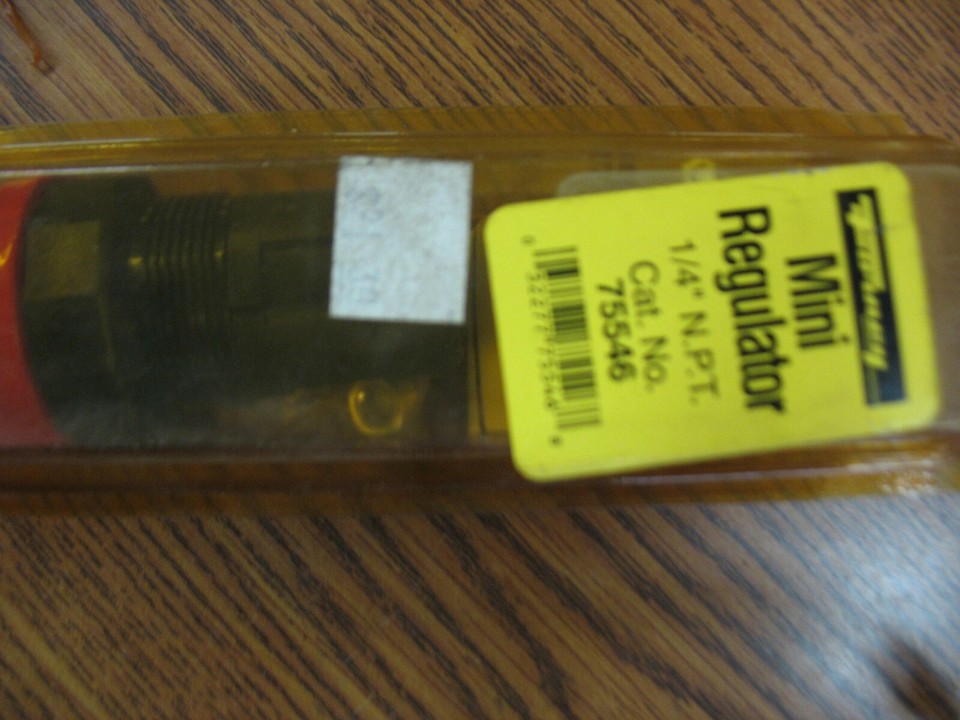 Mini
Regulator
1/4" N.P.T.
Cat. No.
75546